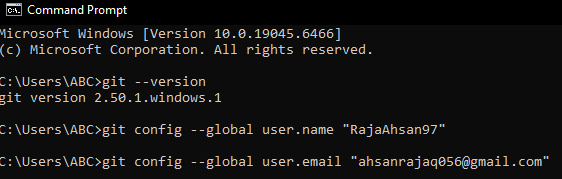 Command Prompt
Microsoft Windows [Version 10.0.19045.6466]
(c) Microsoft Corporation. All rights reserved.
C:\Users\ABC>git --version
git version 2.50.1.windows.1
C:\Users\ABC>git config --global user.name "RajaAhsan97"
C:\Users\ABC>git config --global user.email "ahsanrajaq056@gmail.com"